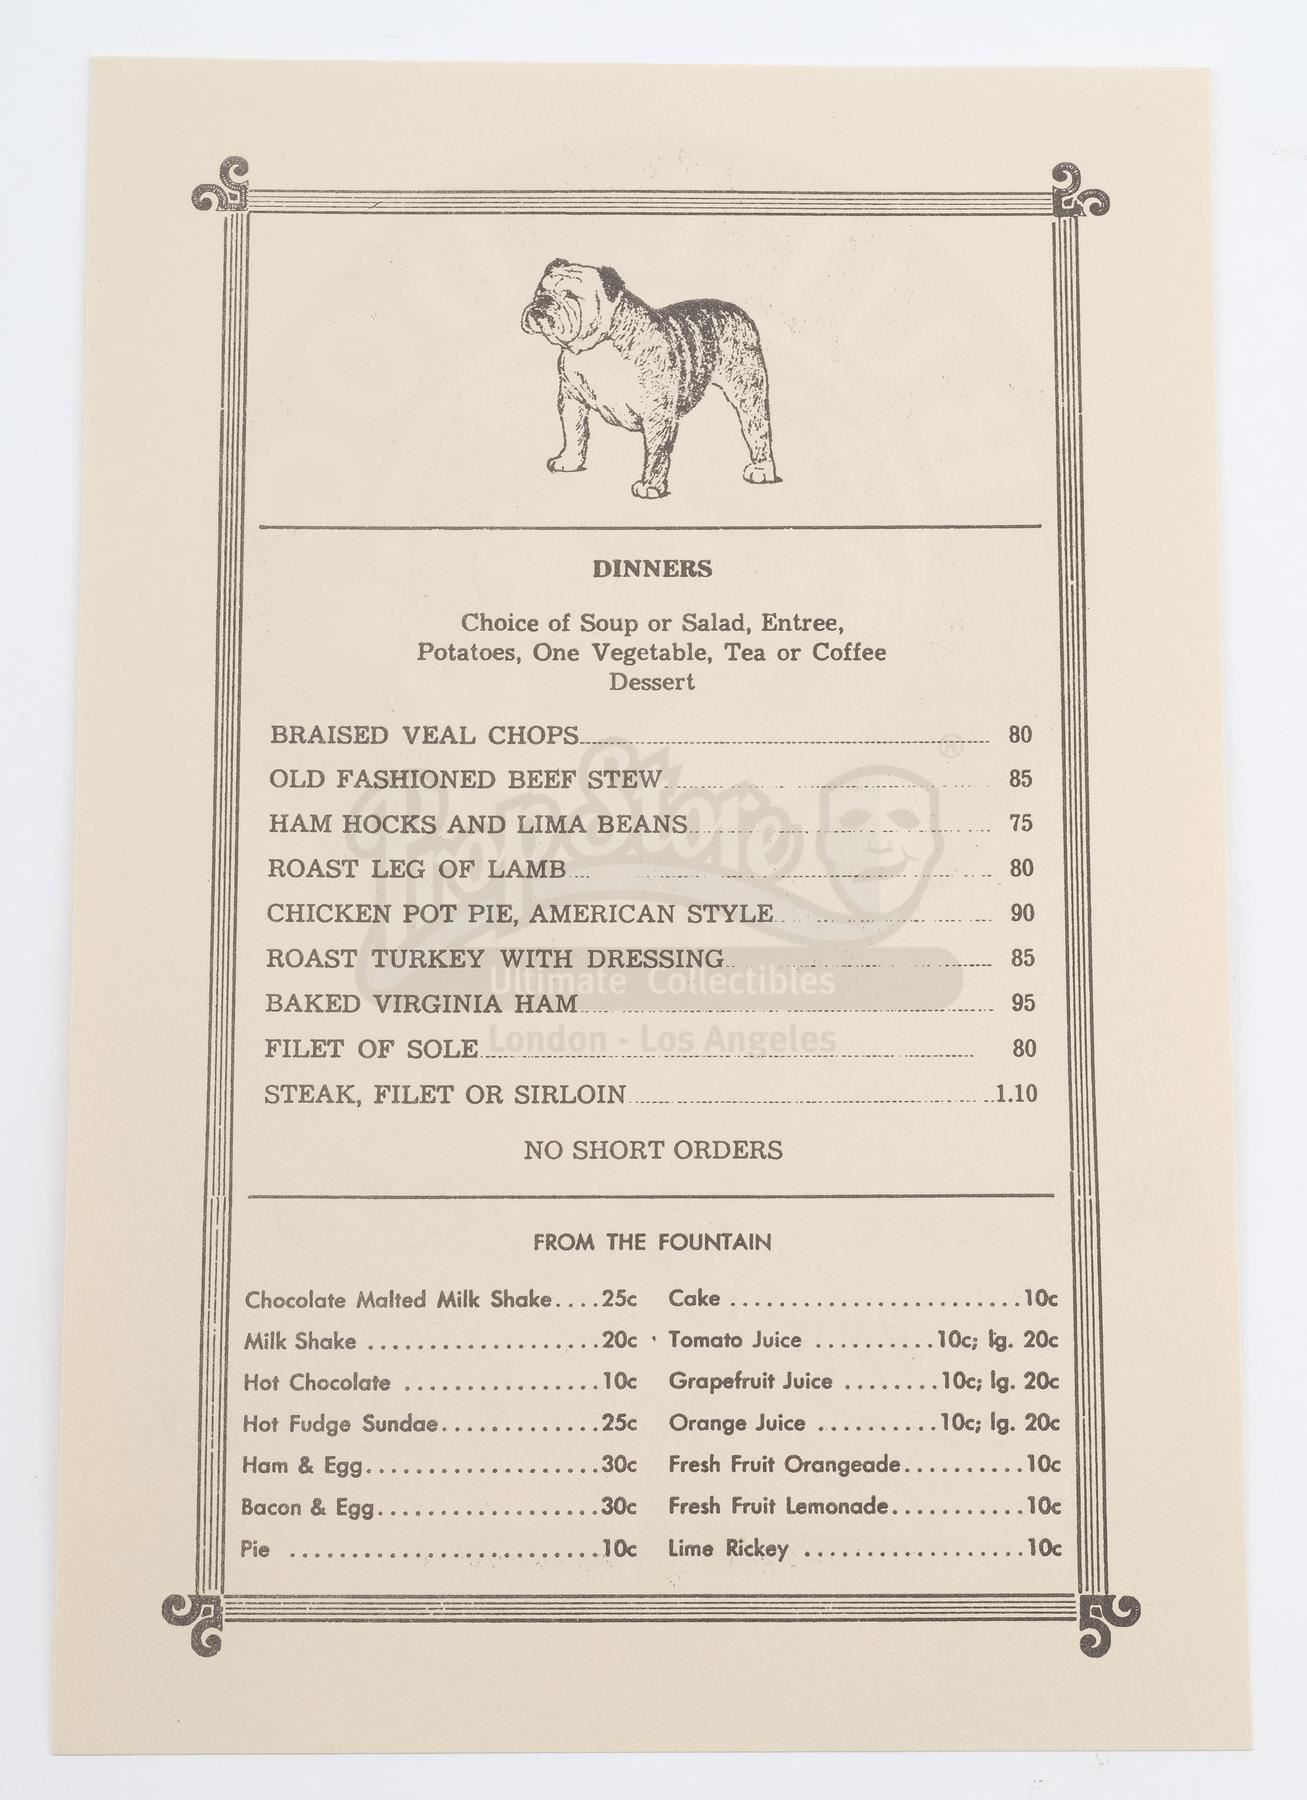 DINNERS
Choice of Soup or Salad, Entree,
Potatoes, One Vegetable, Tea or Coffee
Dessert
BRAISED VEAL CHOPS 80
OLD FASHIONED BEEF STEW 85
HAM HOCKS AND LIMA BEANS 75
ROAST LEG OF LAMB 80
CHICKEN POT PIE, AMERICAN STYLE 90
ROAST TURKEY WITH DRESSING 85
BAKED VIRGINIA HAM 95
FILET OF SOLE 80
STEAK, FILET OR SIRLOIN 1.10
NO SHORT ORDERS
PropStore ®
Ultimate Collectibles
London - Los Angeles
FROM THE FOUNTAIN
Chocolate Malted Milk Shake....25c
Milk Shake ...................20c
Hot Chocolate ................10c
Hot Fudge Sundae.............25c
Ham & Egg...................30c
Bacon & Egg..................30c
Pie .........................10c
Cake ........................10c
Tomato Juice ..........10c; lg. 20c
Grapefruit Juice ........10c; lg. 20c
Orange Juice ..........10c; lg. 20c
Fresh Fruit Orangeade..........10c
Fresh Fruit Lemonade...........10c
Lime Rickey ..................10c